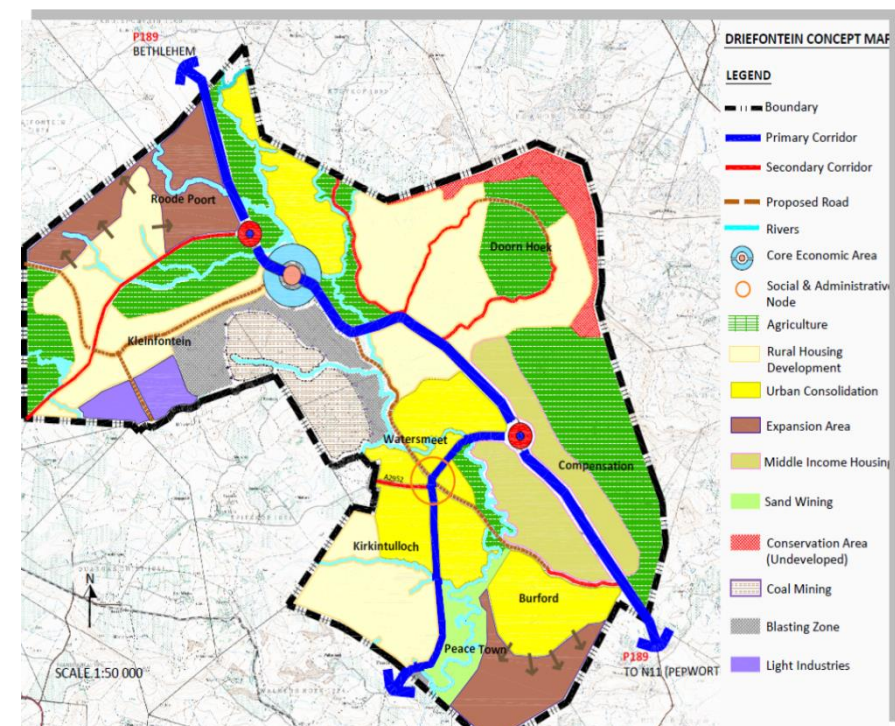 P189
BETHLEHEM
Roode Poort
Doorn Hoek
Kleinfontein
Watersmeet
Compensation
A2952
Kirkintulloch
Burford
Peace Town
N
SCALE 1:50 000
P189
TO N11 (PEPWORT
DRIEFONTEIN CONCEPT MAP
LEGEND
Boundary
Primary Corridor
Secondary Corridor
Proposed Road
Rivers
Core Economic Area
Social & Administrative
Node
Agriculture
Rural Housing
Development
Urban Consolidation
Expansion Area
Middle Income Housing
Sand Wining
Conservation Area
(Undeveloped)
Coal Mining
Blasting Zone
Light Industries